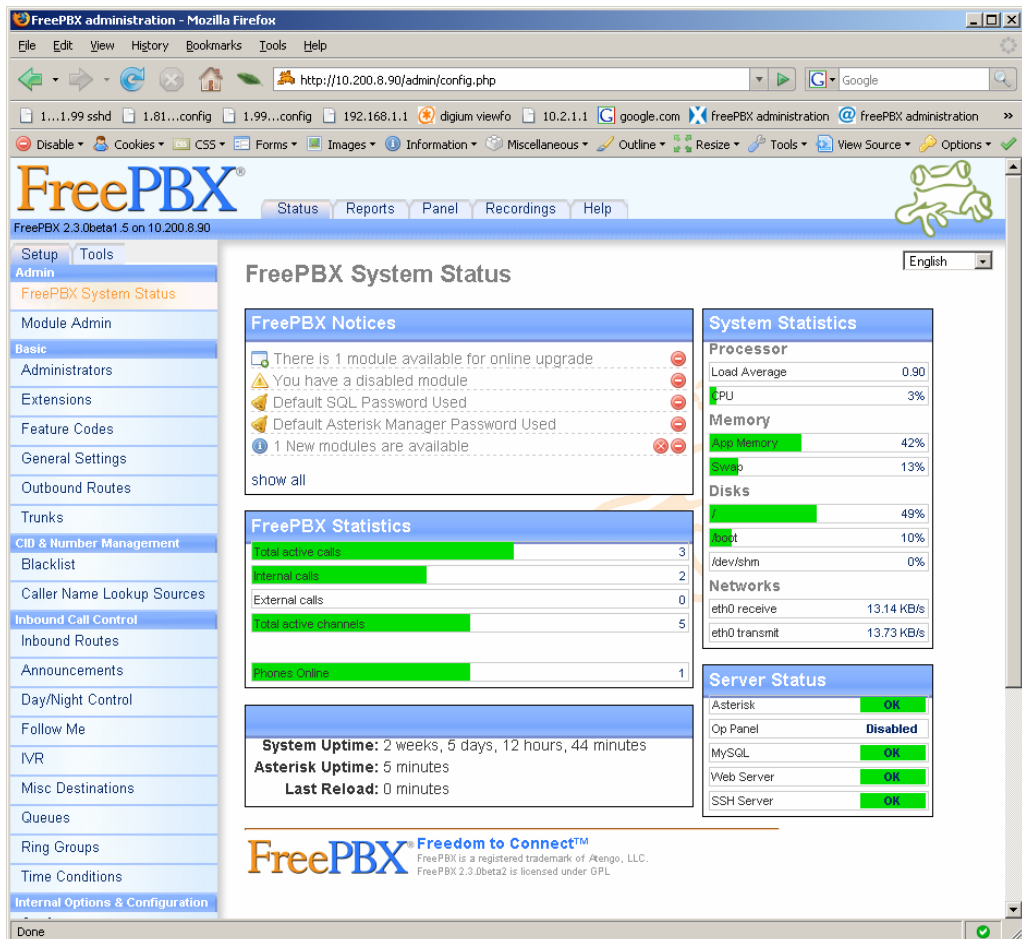 FreePBX administration - Mozilla Firefox
File Edit View History Bookmarks Tools Help
http://10.200.8.90/admin/config.php
G Google
1...1.99 sshd 1.81...config 1.99...config 192.168.1.1 digium viewfo 10.2.1.1 google.com freePBX administration freePBX administration »
Disable Cookies CSS Forms Images Information Miscellaneous Outline Resize Tools View Source Options
FreePBX®
Status Reports Panel Recordings Help
FreePBX 2.3.0beta1.5 on 10.200.8.90
Setup Tools
English
Admin
FreePBX System Status
Module Admin
Basic
Administrators
Extensions
Feature Codes
General Settings
Outbound Routes
Trunks
CID & Number Management
Blacklist
Caller Name Lookup Sources
Inbound Call Control
Inbound Routes
Announcements
Day/Night Control
Follow Me
IVR
Misc Destinations
Queues
Ring Groups
Time Conditions
Internal Options & Configuration
FreePBX System Status
FreePBX Notices
There is 1 module available for online upgrade
You have a disabled module
Default SQL Password Used
Default Asterisk Manager Password Used
1 New modules are available
show all
FreePBX Statistics
Total active calls 3
Internal calls 2
External calls 0
Total active channels 5
Phones Online 1
System Uptime: 2 weeks, 5 days, 12 hours, 44 minutes
Asterisk Uptime: 5 minutes
Last Reload: 0 minutes
System Statistics
Processor
Load Average 0.90
CPU 3%
Memory
App Memory 42%
Swap 13%
Disks
/ 49%
/boot 10%
/dev/shm 0%
Networks
eth0 receive 13.14 KB/s
eth0 transmit 13.73 KB/s
Server Status
Asterisk OK
Op Panel Disabled
MySQL OK
Web Server OK
SSH Server OK
FreePBX® Freedom to Connect™
FreePBX is a registered trademark of Atengo, LLC.
FreePBX 2.3.0beta2 is licensed under GPL
Done